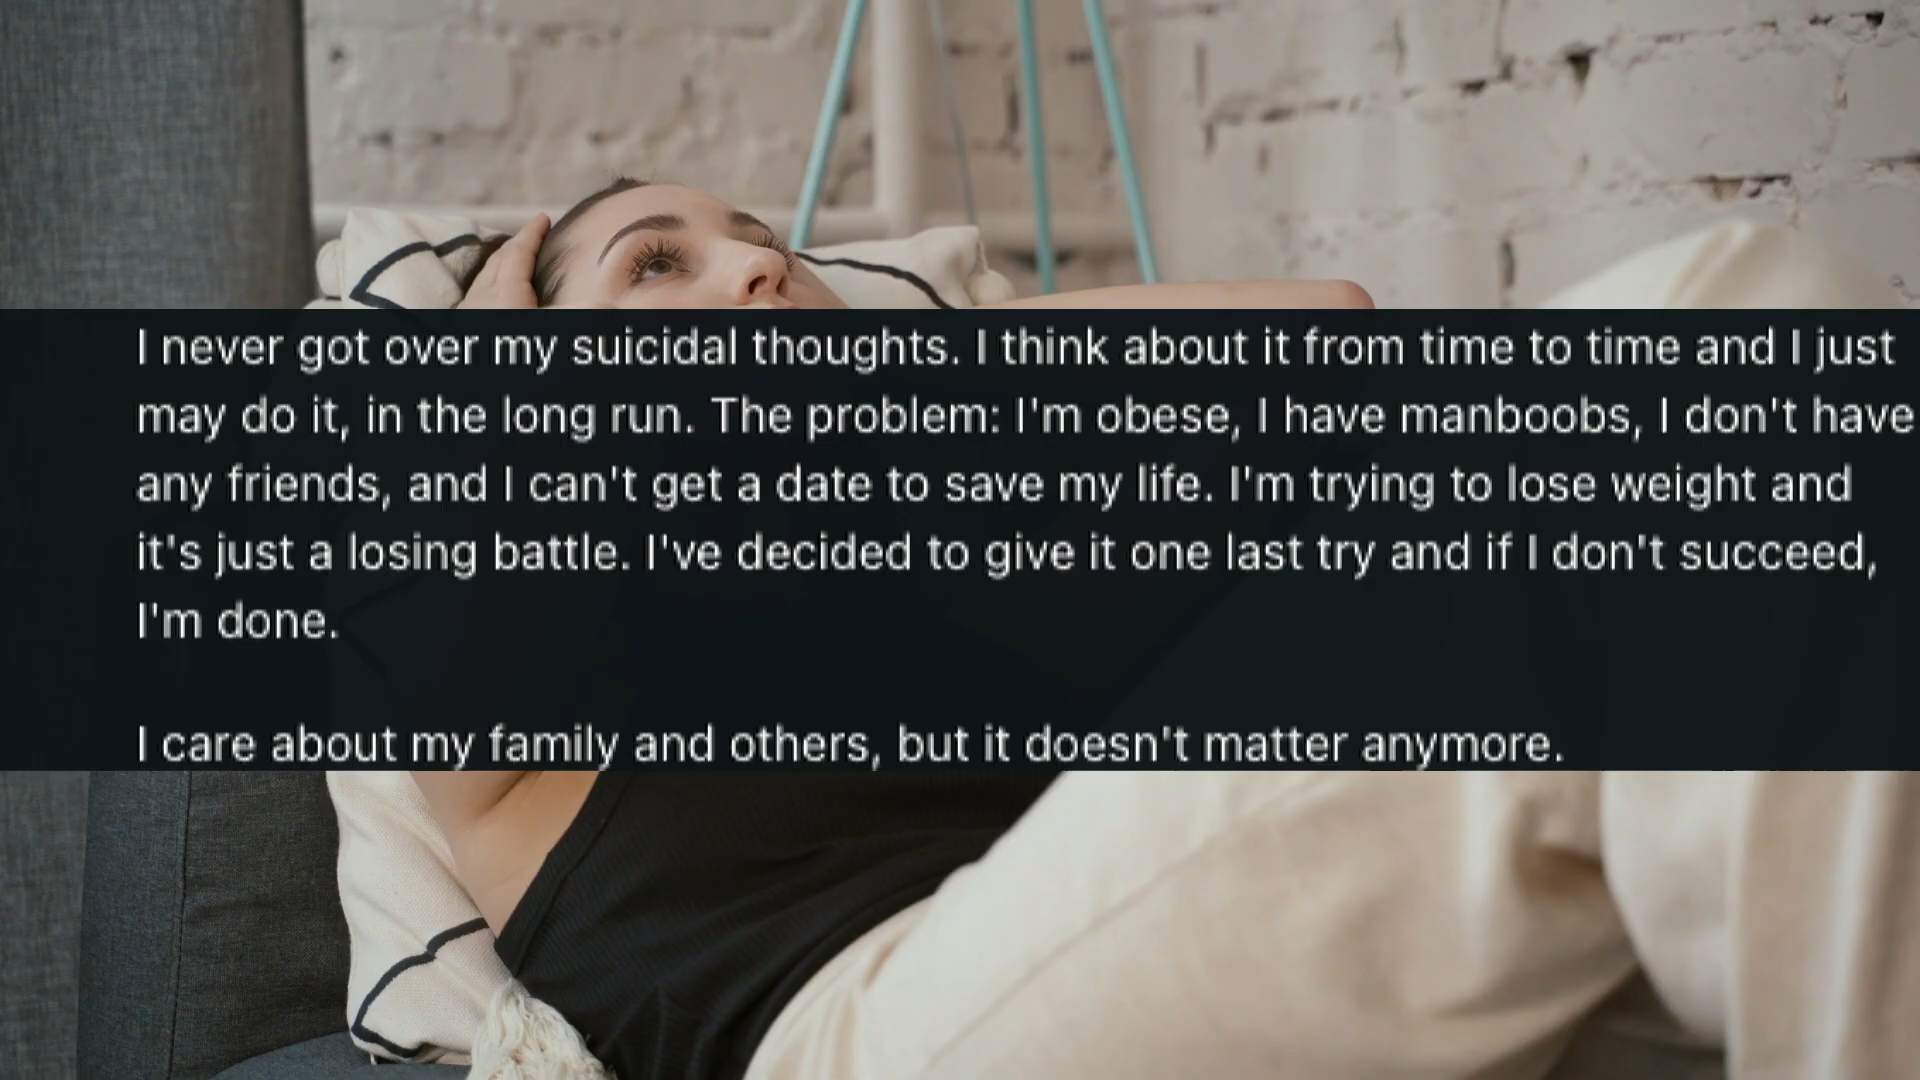 I never got over my suicidal thoughts. I think about it from time to time and I just
may do it, in the long run. The problem: I'm obese, I have manboobs, I don't have
any friends, and I can't get a date to save my life. I'm trying to lose weight and
it's just a losing battle. I've decided to give it one last try and if I don't succeed,
I'm done.
I care about my family and others, but it doesn't matter anymore.